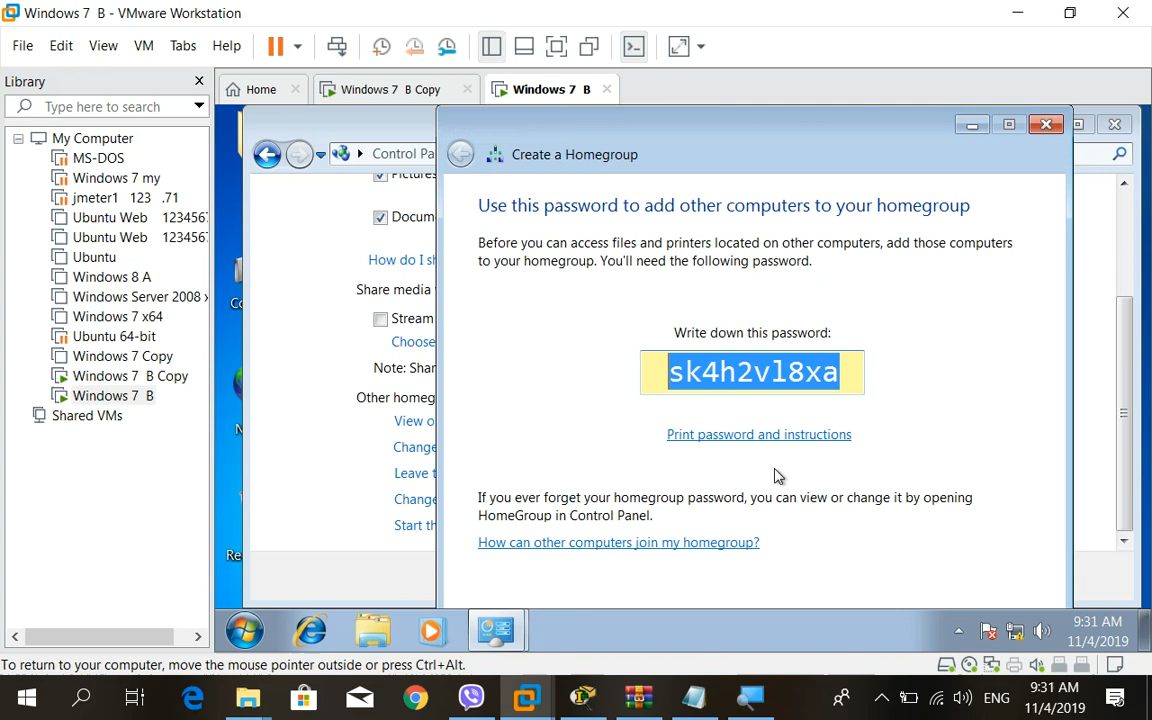 Windows 7 B - VMware Workstation
File Edit View VM Tabs Help
Library
Type here to search
My Computer
MS-DOS
Windows 7 my
jmeter1 123 .71
Ubuntu Web 1234567
Ubuntu Web 1234567
Ubuntu
Windows 8 A
Windows Server 2008 x
Windows 7 x64
Ubuntu 64-bit
Windows 7 Copy
Windows 7 B Copy
Windows 7 B
Shared VMs
Home
Windows 7 B Copy
Windows 7 B
Control Pa
Pictures
Docum
How do I sh
Share media
Stream
Choose
Note: Shar
Other homeg
View o
Change
Leave t
Change
Start th
Co
N
Re
Create a Homegroup
Use this password to add other computers to your homegroup
Before you can access files and printers located on other computers, add those computers
to your homegroup. You'll need the following password.
Write down this password:
sk4h2vl8xa
Print password and instructions
If you ever forget your homegroup password, you can view or change it by opening
HomeGroup in Control Panel.
How can other computers join my homegroup?
9:31 AM
11/4/2019
To return to your computer, move the mouse pointer outside or press Ctrl+Alt.
ENG
9:31 AM
11/4/2019